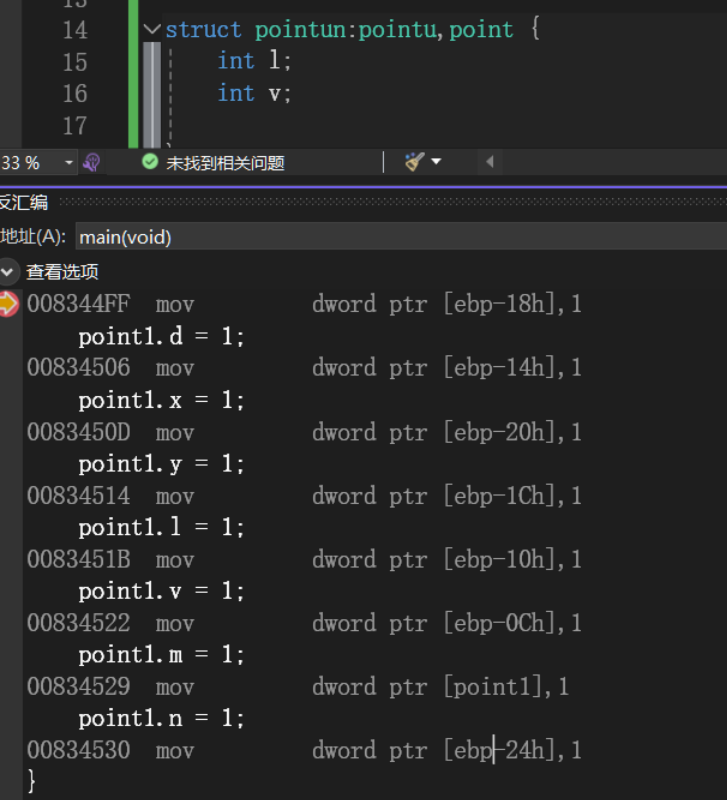 13
14 struct pointun:pointu,point {
15 int l;
16 int v;
17
33 % 未找到相关问题
反汇编
地址(A): main(void)
查看选项
008344FF mov dword ptr [ebp-18h],1
point1.d = 1;
00834506 mov dword ptr [ebp-14h],1
point1.x = 1;
0083450D mov dword ptr [ebp-20h],1
point1.y = 1;
00834514 mov dword ptr [ebp-1Ch],1
point1.l = 1;
0083451B mov dword ptr [ebp-10h],1
point1.v = 1;
00834522 mov dword ptr [ebp-0Ch],1
point1.m = 1;
00834529 mov dword ptr [point1],1
point1.n = 1;
00834530 mov dword ptr [ebp-24h],1
}